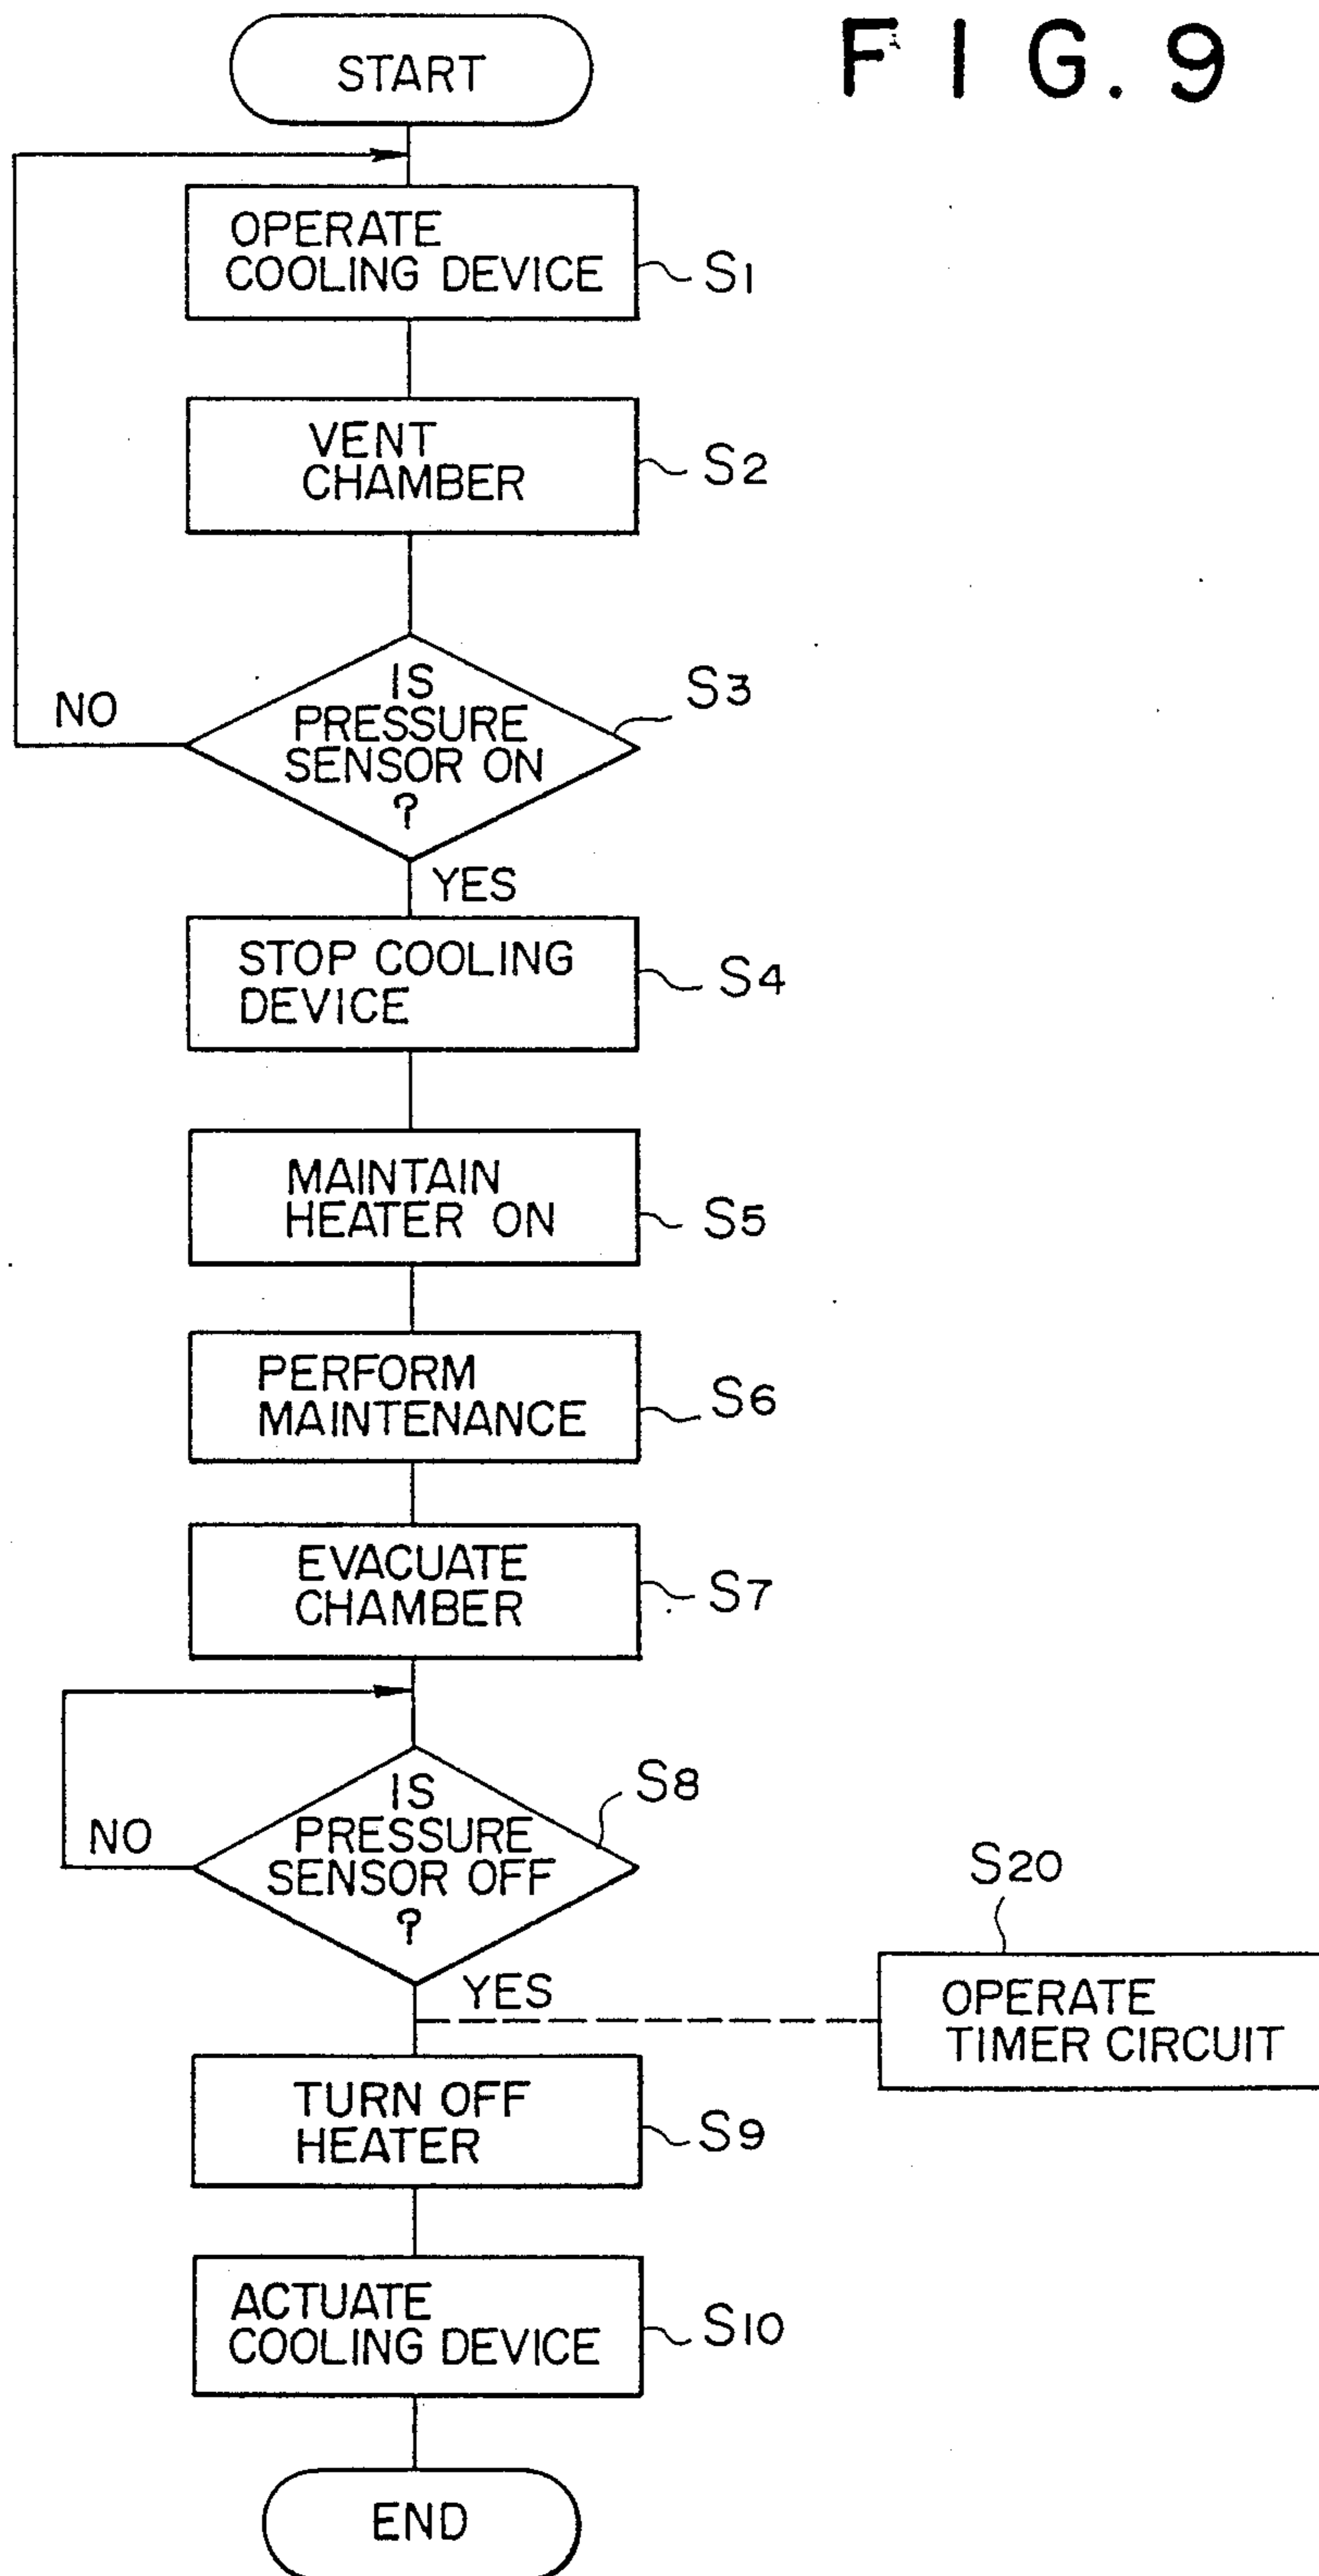 FIG. 9
START
OPERATE
COOLING DEVICE
S1
VENT
CHAMBER
S2
IS
PRESSURE
SENSOR ON
?
S3
NO
YES
STOP COOLING
DEVICE
S4
MAINTAIN
HEATER ON
S5
PERFORM
MAINTENANCE
S6
EVACUATE
CHAMBER
S7
IS
PRESSURE
SENSOR OFF
?
S8
NO
YES
S20
OPERATE
TIMER CIRCUIT
TURN OFF
HEATER
S9
ACTUATE
COOLING DEVICE
S10
END